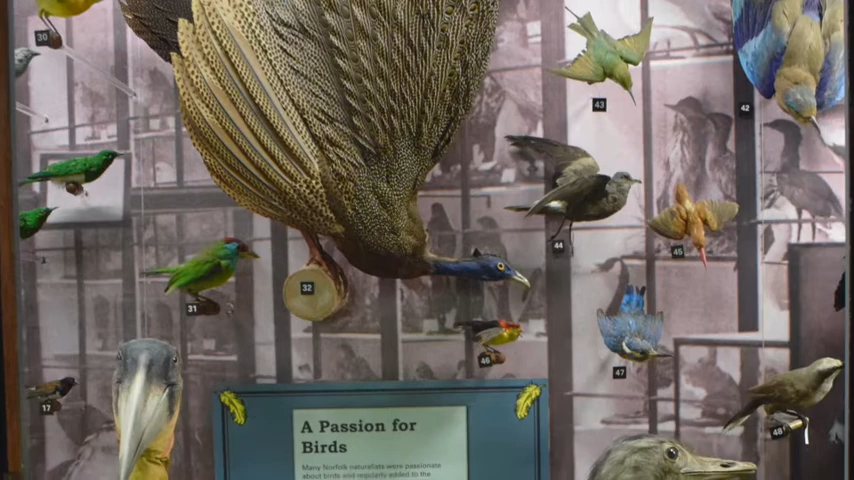 30
43
42
44
45
32
31
46
47
17
48
A Passion for
Birds
Many Norfolk naturalists were passionate
about birds and regularly added to the